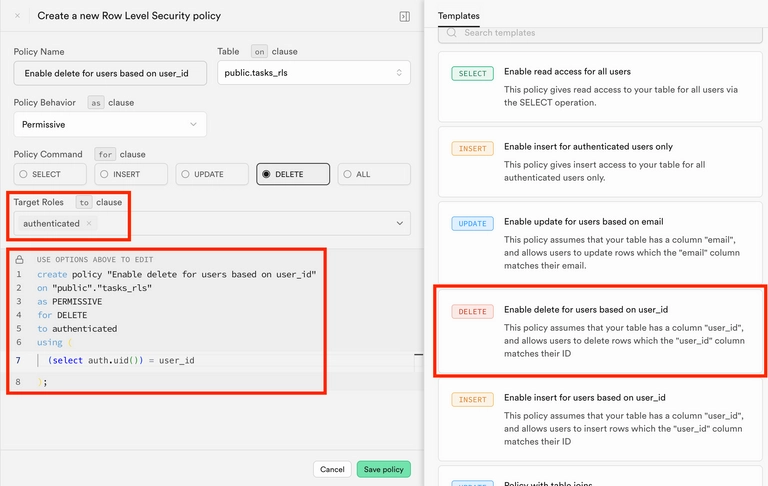 × Create a new Row Level Security policy
Policy Name
Table on clause
Enable delete for users based on user_id
public.tasks_rls
Policy Behavior as clause
Permissive
Policy Command for clause
SELECT INSERT UPDATE DELETE ALL
Target Roles to clause
authenticated ×
USE OPTIONS ABOVE TO EDIT
1 create policy "Enable delete for users based on user_id"
2 on "public"."tasks_rls"
3 as PERMISSIVE
4 for DELETE
5 to authenticated
6 using (
7 (select auth.uid()) = user_id
8 );
Cancel Save policy
Templates
Search templates
SELECT Enable read access for all users
This policy gives read access to your table for all users via
the SELECT operation.
INSERT Enable insert for authenticated users only
This policy gives insert access to your table for all
authenticated users only.
UPDATE Enable update for users based on email
This policy assumes that your table has a column "email",
and allows users to update rows which the "email" column
matches their email.
DELETE Enable delete for users based on user_id
This policy assumes that your table has a column "user_id",
and allows users to delete rows which the "user_id" column
matches their ID
INSERT Enable insert for users based on user_id
This policy assumes that your table has a column "user_id",
and allows users to insert rows which the "user_id" column
matches their ID
UPDATE Policy with table joins